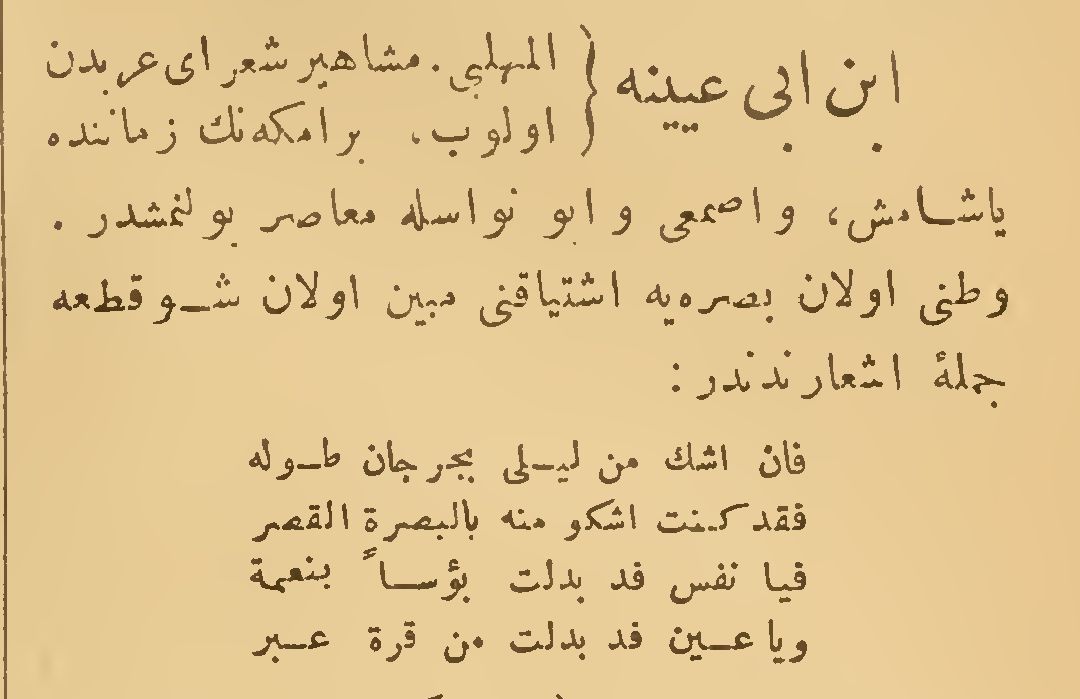 ابن ابی عیینه { المهلبی. مشاهیر شعرای عربدن
اولوب، برامکه‌نك زماننده
یاشامش، و اصمعی و ابو نواسله معاصر بولنمشدر.
وطنی اولان بصره‌یه اشتیاقنی مبین اولان شو قطعه
جملهٔ اشعارندندر:
فان اشك من لیلی بجرجان طوله
فقد كنت اشكو منه بالبصرة القصر
فیا نفس قد بدلت بؤساً بنعمة
ویا عین قد بدلت من قرة عبر